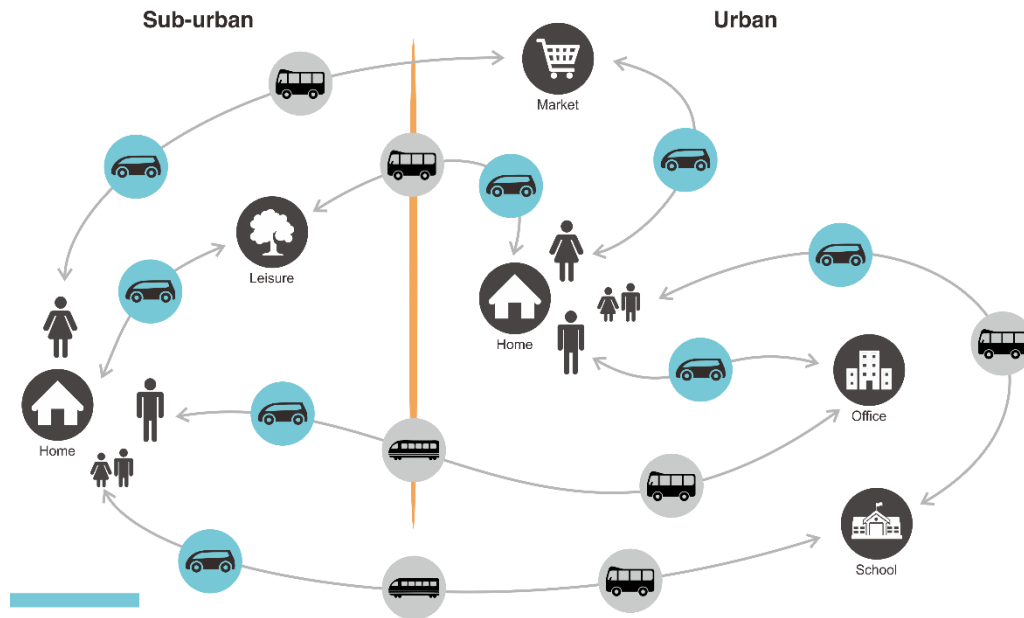 Sub-urban
Urban
Market
Leisure
Home
Office
Home
School